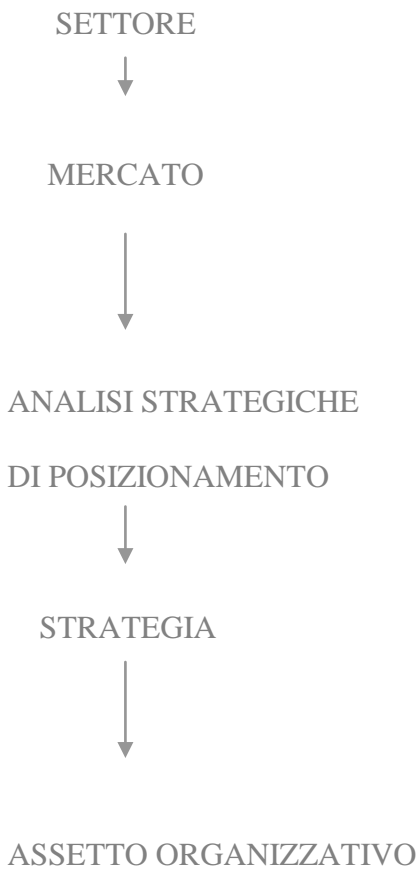 SETTORE
MERCATO
ANALISI STRATEGICHE
DI POSIZIONAMENTO
STRATEGIA
ASSETTO ORGANIZZATIVO